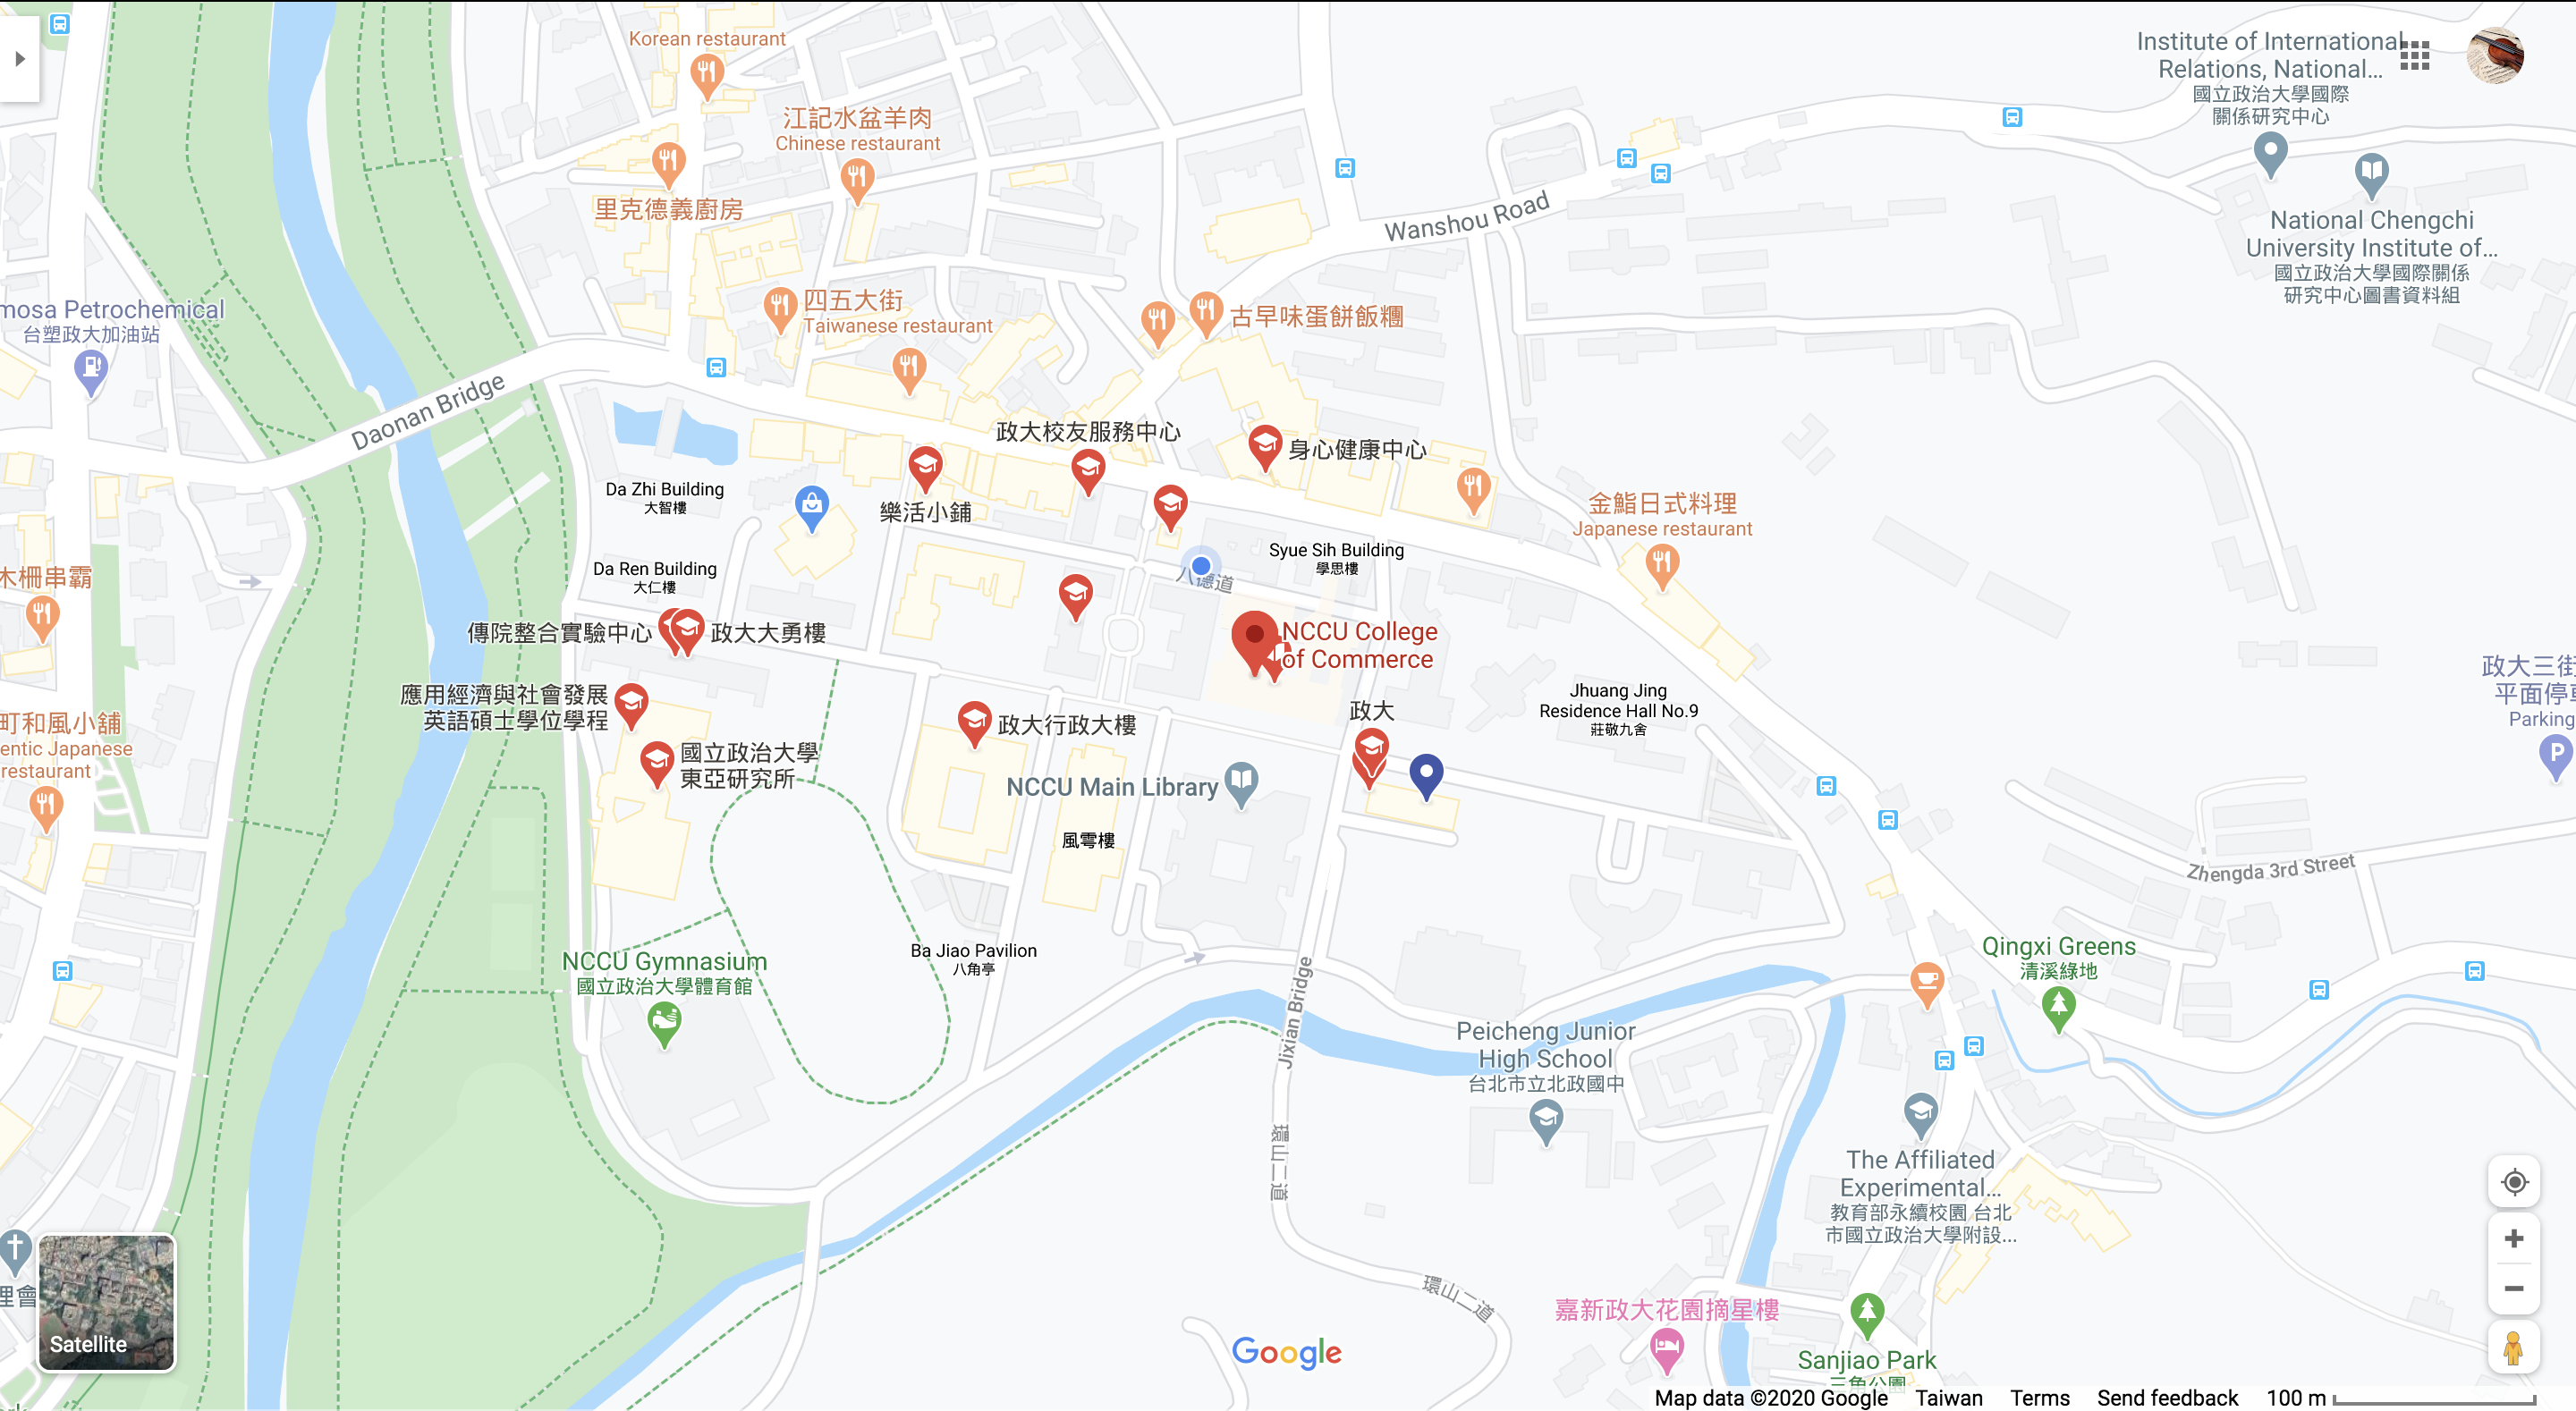 Korean restaurant
江記水盆羊肉
Chinese restaurant
里克德義廚房
Institute of International
Relations, National...
國立政治大學國際
關係研究中心
Wanshou Road
National Chengchi
University Institute of...
國立政治大學國際關係
研究中心圖書資料組
mosa Petrochemical
台塑政大加油站
四五大街
Taiwanese restaurant
古早味蛋餅飯糰
Daonan Bridge
政大校友服務中心
身心健康中心
Da Zhi Building
大智樓
樂活小鋪
金鮨日式料理
Japanese restaurant
Syue Sih Building
學思樓
八德道
Da Ren Building
大仁樓
木柵串霸
傳院整合實驗中心
政大大勇樓
NCCU College
of Commerce
應用經濟與社會發展
英語碩士學位學程
政大
Jhuang Jing
Residence Hall No.9
莊敬九舍
政大三街
平面停車
Parking
町和風小舖
entic Japanese
restaurant
政大行政大樓
國立政治大學
東亞研究所
NCCU Main Library
風雩樓
Zhengda 3rd Street
Ba Jiao Pavilion
八角亭
NCCU Gymnasium
國立政治大學體育館
Qingxi Greens
清溪綠地
Jixian Bridge
Peicheng Junior
High School
台北市立北政國中
環山二道
The Affiliated
Experimental...
教育部永續校園 台北
市國立政治大學附設...
理會
環山二道
嘉新政大花園摘星樓
Satellite
Google
Sanjiao Park
三角公園
Map data ©2020 Google Taiwan Terms Send feedback 100 m